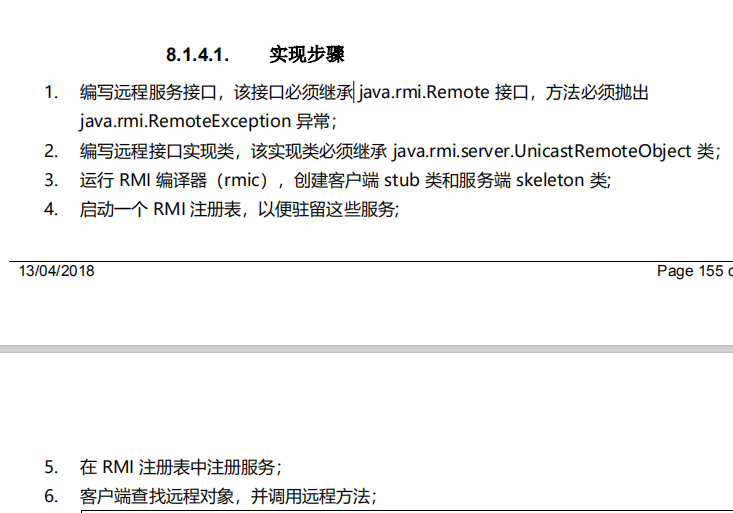 8.1.4.1. 实现步骤
1. 编写远程服务接口，该接口必须继承 java.rmi.Remote 接口，方法必须抛出
java.rmi.RemoteException 异常；
2. 编写远程接口实现类，该实现类必须继承 java.rmi.server.UnicastRemoteObject 类；
3. 运行 RMI 编译器（rmic），创建客户端 stub 类和服务端 skeleton 类;
4. 启动一个 RMI 注册表，以便驻留这些服务;
13/04/2018 Page 155
5. 在 RMI 注册表中注册服务；
6. 客户端查找远程对象，并调用远程方法；